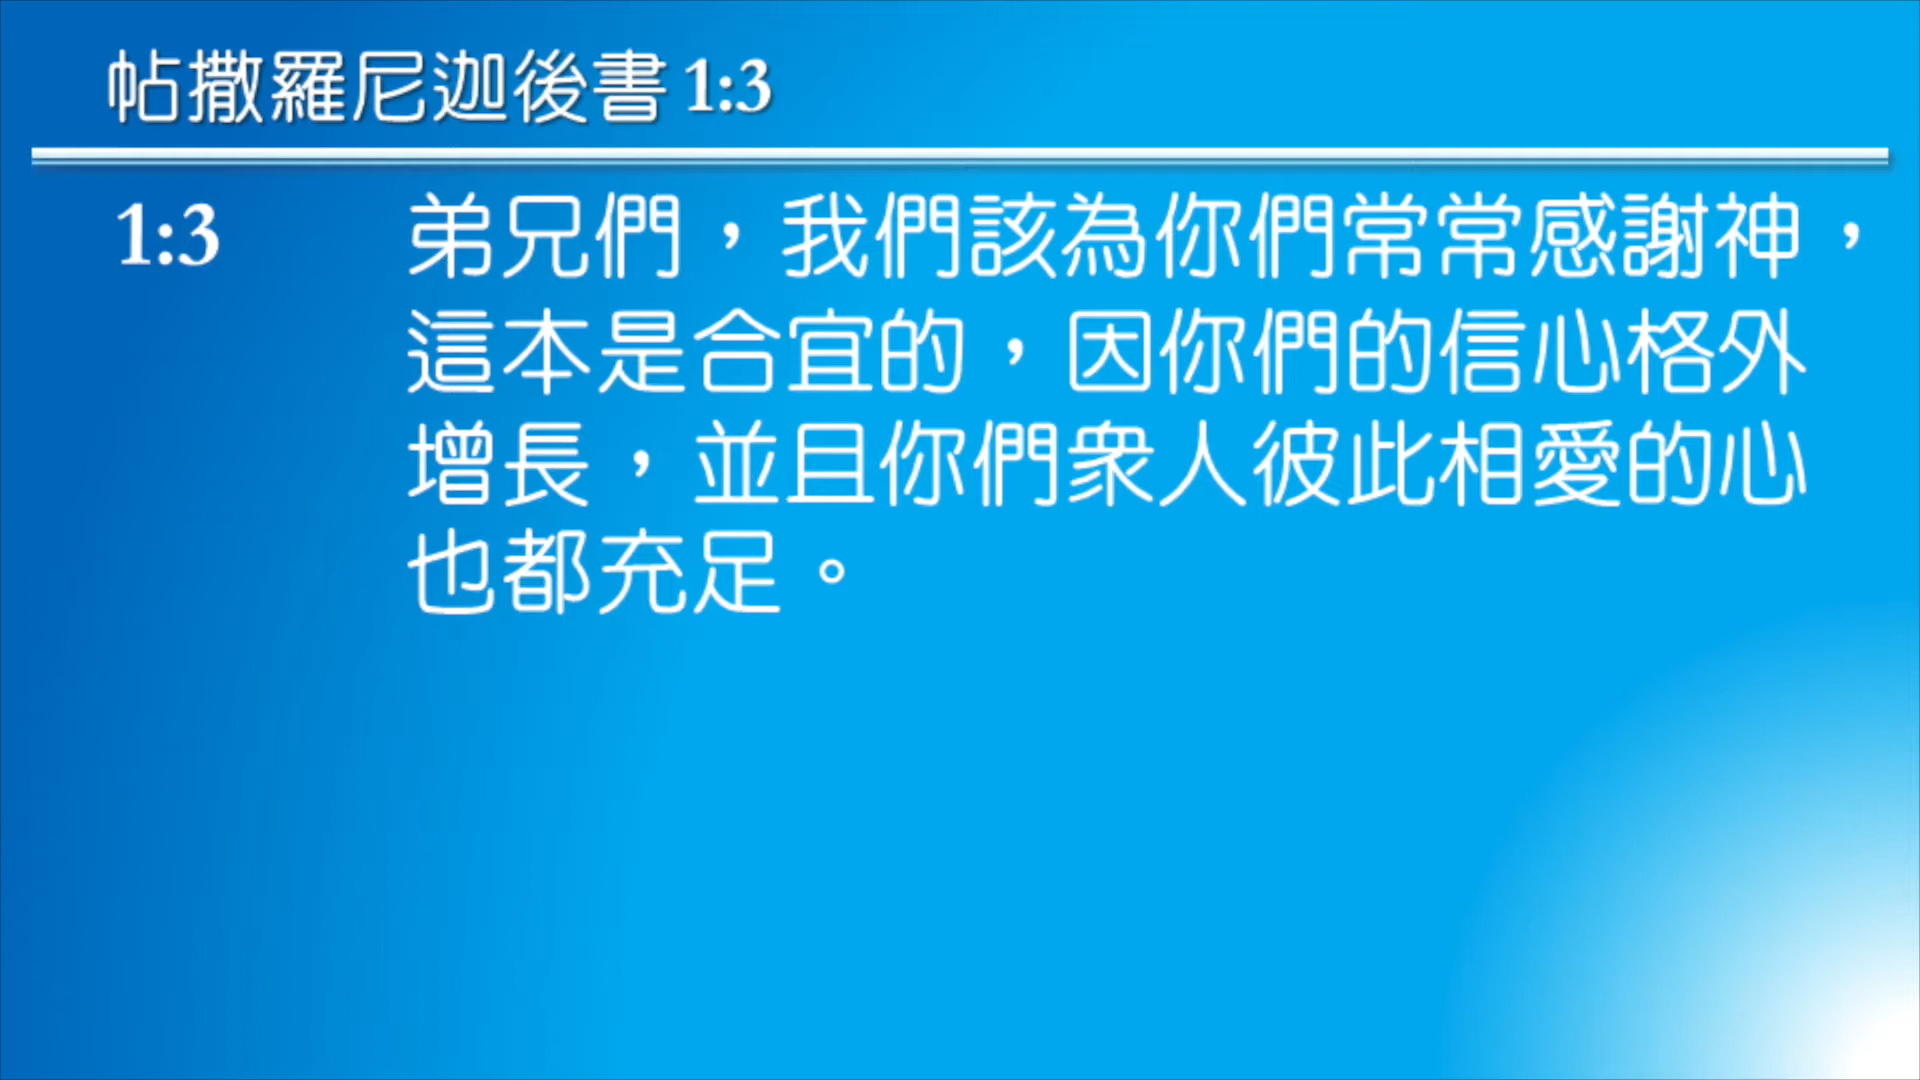 帖撒羅尼迦後書 1:3
1:3 弟兄們，我們該為你們常常感謝神，
這本是合宜的，因你們的信心格外
增長，並且你們眾人彼此相愛的心
也都充足。